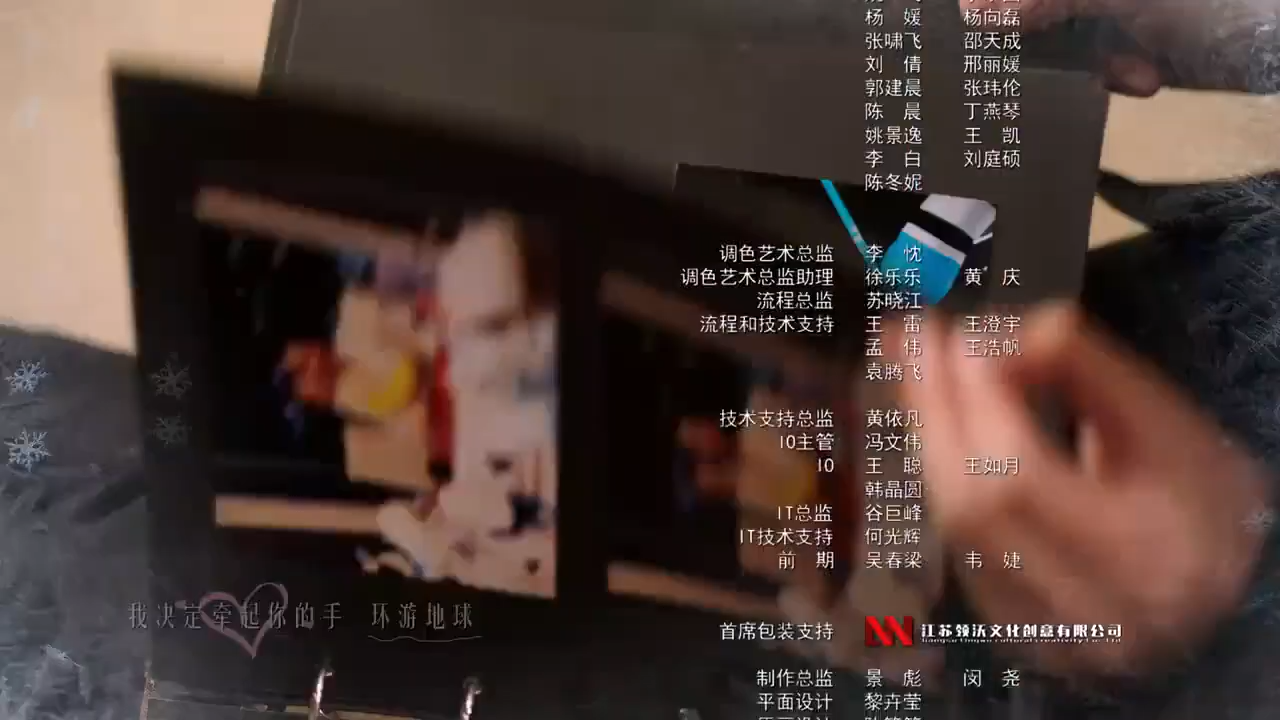 杨　媛　杨向磊
张啸飞　邵天成
刘　倩　邢丽媛
郭建晨　张玮伦
陈　晨　丁燕琴
姚景逸　王　凯
李　白　刘庭硕
陈冬妮
调色艺术总监　李　忱
调色艺术总监助理　徐乐乐　黄　庆
流程总监　苏晓江
流程和技术支持　王　雷　王澄宇
孟　伟　王浩帆
袁腾飞
技术支持总监　黄依凡
IO主管　冯文伟
IO　王　聪　王如月
韩晶圆
IT总监　谷巨峰
IT技术支持　何光辉
前　期　吴春梁　韦　婕
我决定牵起你的手　环游地球
首席包装支持　江苏领沃文化创意有限公司
制作总监　景　彪　闵　尧
平面设计　黎卉莹